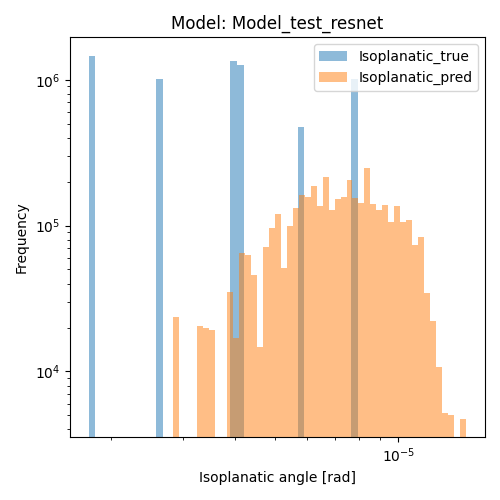 Model: Model_test_resnet
Isoplanatic_true
Isoplanatic_pred
Frequency
10⁶
10⁵
10⁴
10⁻⁵
Isoplanatic angle [rad]